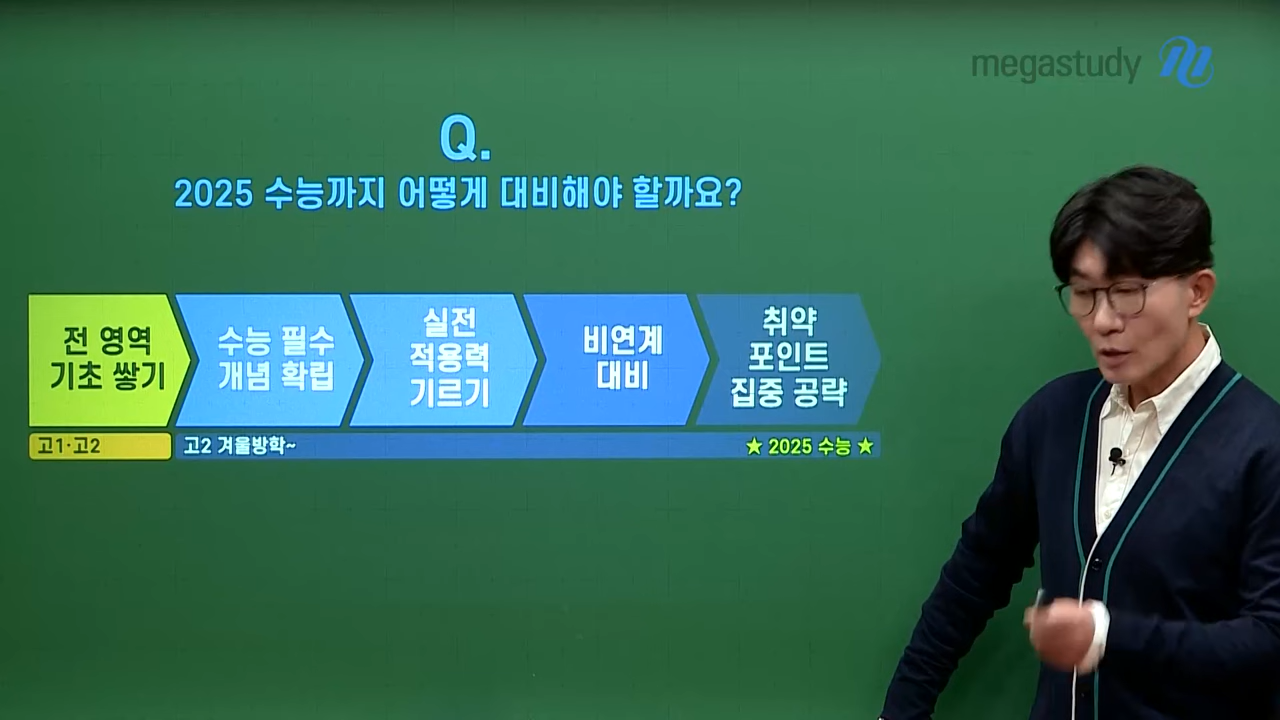 megastudy
Q.
2025 수능까지 어떻게 대비해야 할까요?
전 영역
기초 쌓기
수능 필수
개념 확립
실전
적용력
기르기
비연계
대비
취약
포인트
집중 공략
고1·고2
고2 겨울방학~
★ 2025 수능 ★